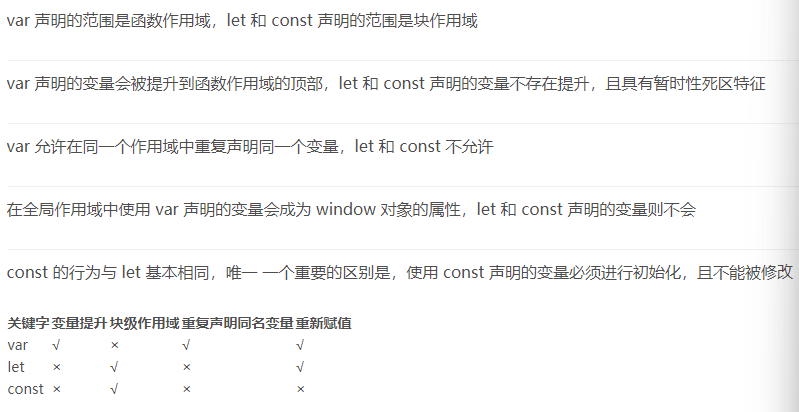 var 声明的范围是函数作用域，let 和 const 声明的范围是块作用域
var 声明的变量会被提升到函数作用域的顶部，let 和 const 声明的变量不存在提升，且具有暂时性死区特征
var 允许在同一个作用域中重复声明同一个变量，let 和 const 不允许
在全局作用域中使用 var 声明的变量会成为 window 对象的属性，let 和 const 声明的变量则不会
const 的行为与 let 基本相同，唯一 一个重要的区别是，使用 const 声明的变量必须进行初始化，且不能被修改
关键字 变量提升 块级作用域 重复声明同名变量 重新赋值
var √ × √ √
let × √ × √
const × √ × ×